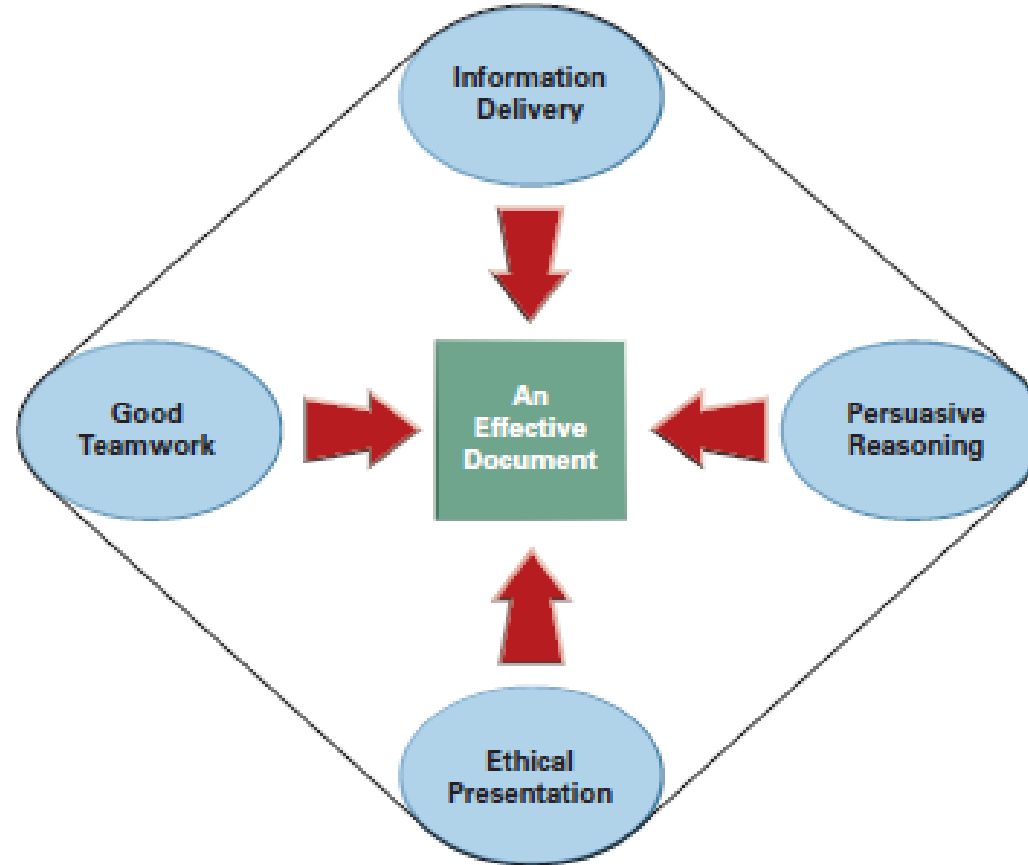 Information
Delivery
Good
Teamwork
An
Effective
Document
Persuasive
Reasoning
Ethical
Presentation